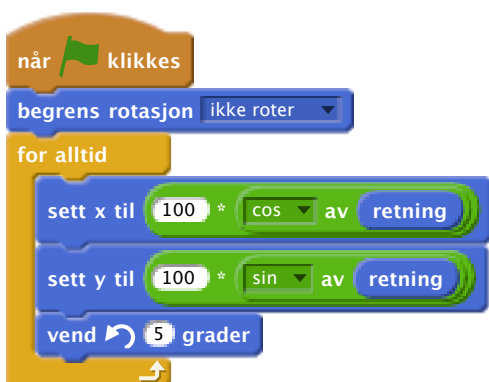 når klikkes
begrens rotasjon ikke roter
for alltid
sett x til 100 * cos av retning
sett y til 100 * sin av retning
vend 5 grader